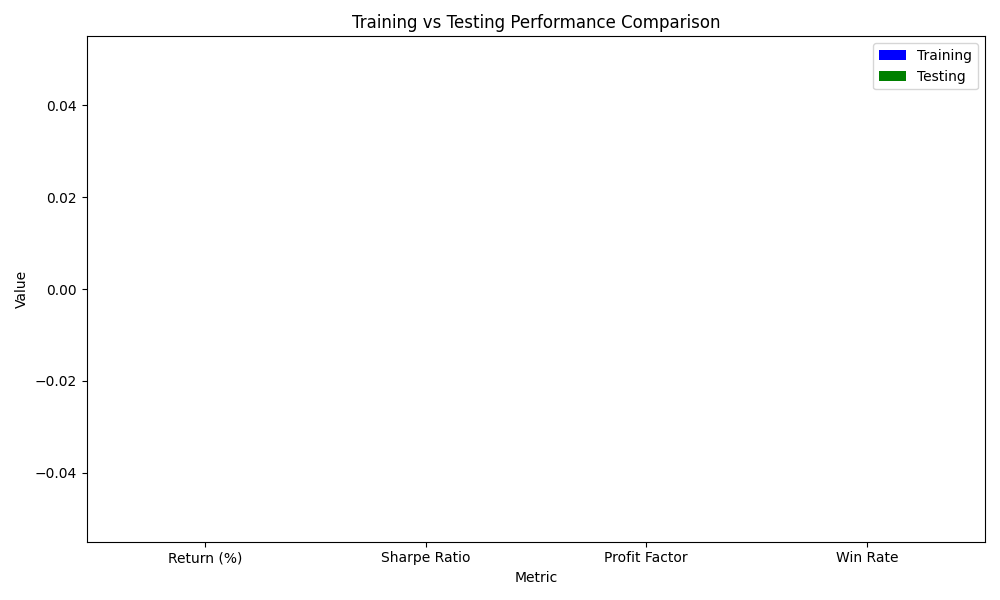 Training vs Testing Performance Comparison
Training
Testing
0.04
0.02
0.00
−0.02
−0.04
Value
Return (%)
Sharpe Ratio
Profit Factor
Win Rate
Metric